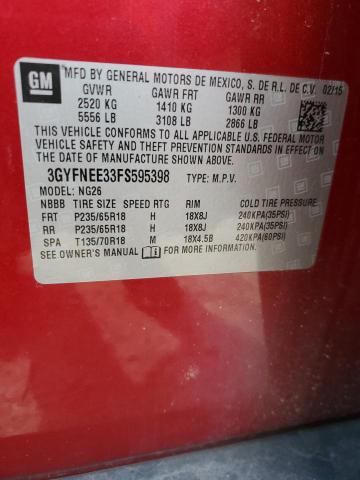 GM
MFD BY GENERAL MOTORS DE MEXICO, S. DE R.L. DE C.V. 02/15
GVWR GAWR FRT GAWR RR
2520 KG 1410 KG 1300 KG
5556 LB 3108 LB 2866 LB
THIS VEHICLE CONFORMS TO ALL APPLICABLE U.S. FEDERAL MOTOR
VEHICLE SAFETY AND THEFT PREVENTION STANDARDS IN EFFECT ON
THE DATE OF MANUFACTURE SHOWN ABOVE.
3GYFNEE33FS595398 TYPE: M.P.V.
MODEL: NG26
NBBB TIRE SIZE SPEED RTG RIM COLD TIRE PRESSURE
FRT P235/65R18 H 18X8J 240KPA(35PSI)
RR P235/65R18 H 18X8J 240KPA(35PSI)
SPA T135/70R18 M 18X4.5B 420KPA(60PSI)
SEE OWNER'S MANUAL FOR MORE INFORMATION.